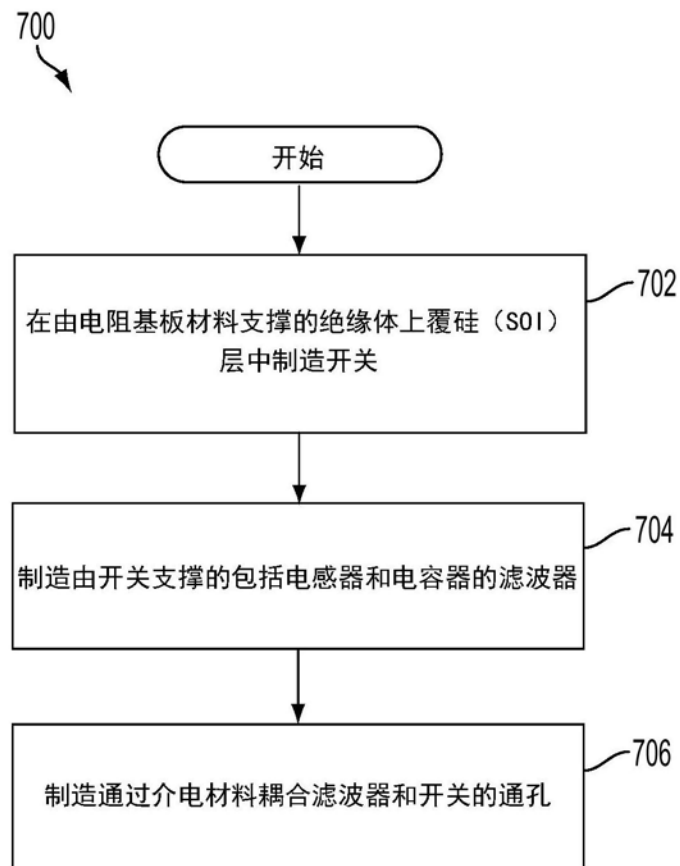 700
开始
702
在由电阻基板材料支撑的绝缘体上覆硅（SOI）
层中制造开关
704
制造由开关支撑的包括电感器和电容器的滤波器
706
制造通过介电材料耦合滤波器和开关的通孔